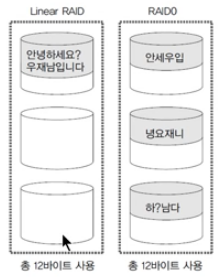 Linear RAID
안녕하세요?
우재남입니다
총 12바이트 사용
RAID0
안세우입
녕요재니
하?남다
총 12바이트 사용